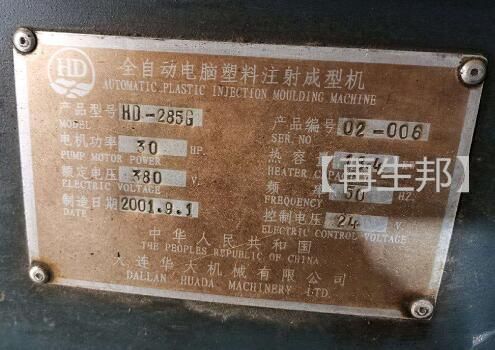 HD
全自动电脑塑料注射成型机
AUTOMATIC PLASTIC INJECTION MOULDING MACHINE
产品型号 HD-285G
MODEL
产品编号 02-006
SER.NO
电机功率 30 HP.
PUMP MOTOR POWER
热容量
HEATER
额定电压 380 V.
ELECTRIC VOLTAGE
频率 50 HZ.
FREQUENCY
制造日期 2001.9.1
DATE
控制电压 24 V.
ELECTRIC CONTROL VOLTAGE
中华人民共和国
THE PEOPLES REPUBLIC OF CHINA
大连华大机械有限公司
DALLAN HUADA MACHINERY LTD.
【再生邦】